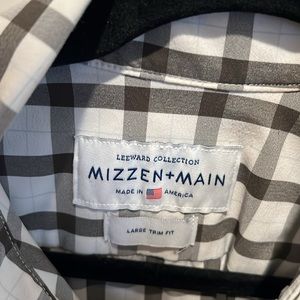 LEEWARD COLLECTION
MIZZEN+MAIN
MADE IN AMERICA
LARGE TRIM FIT